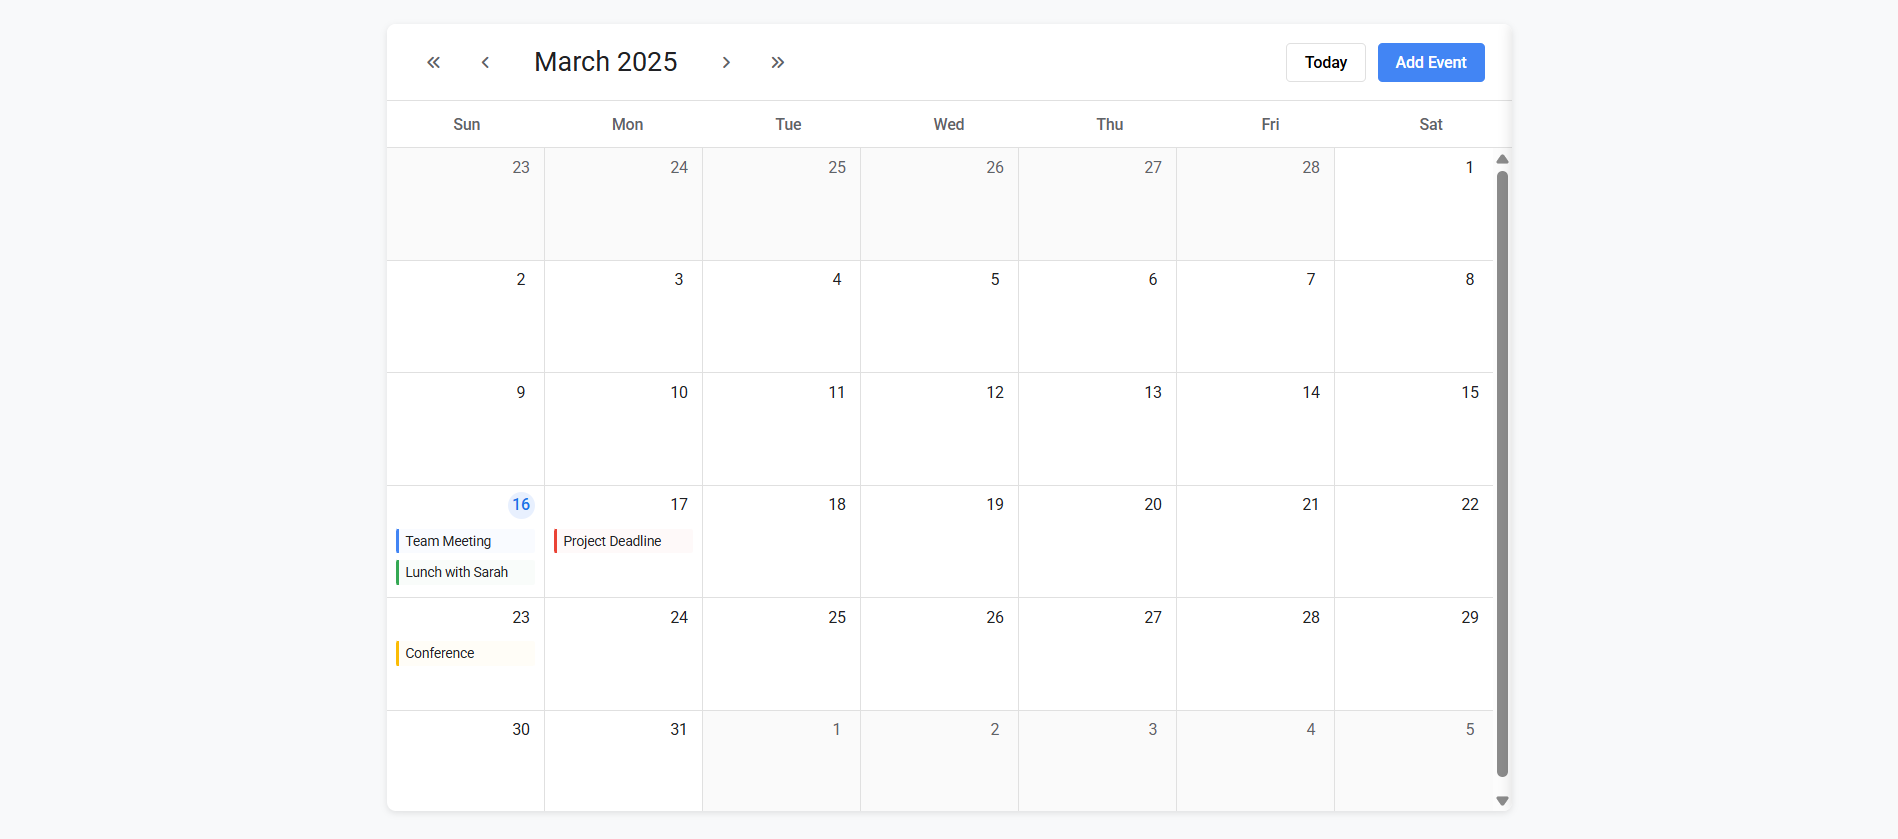 « ‹ March 2025 › » Today Add Event
Sun Mon Tue Wed Thu Fri Sat
23 24 25 26 27 28 1
2 3 4 5 6 7 8
9 10 11 12 13 14 15
16 17 18 19 20 21 22
Team Meeting Project Deadline
Lunch with Sarah
23 24 25 26 27 28 29
Conference
30 31 1 2 3 4 5